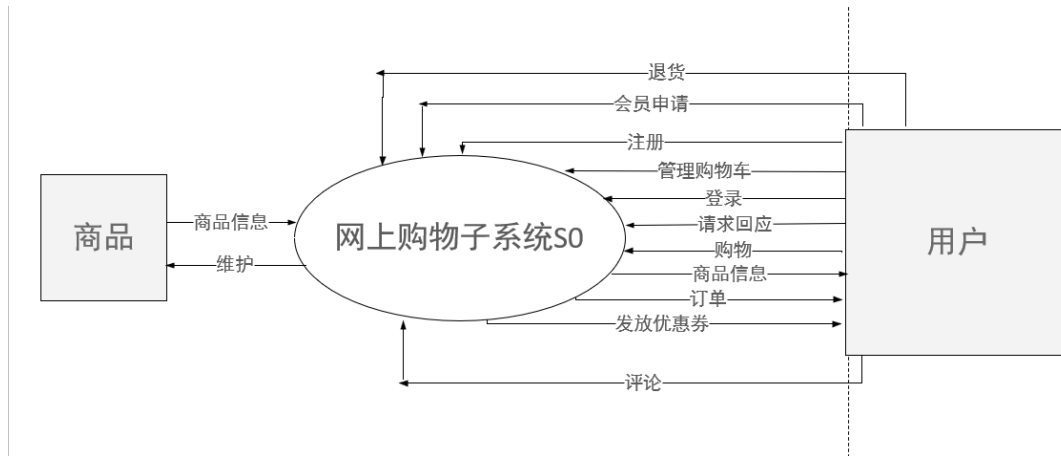 退货
会员申请
注册
管理购物车
登录
请求回应
购物
商品信息
订单
发放优惠券
评论
商品
商品信息
维护
网上购物子系统S0
用户